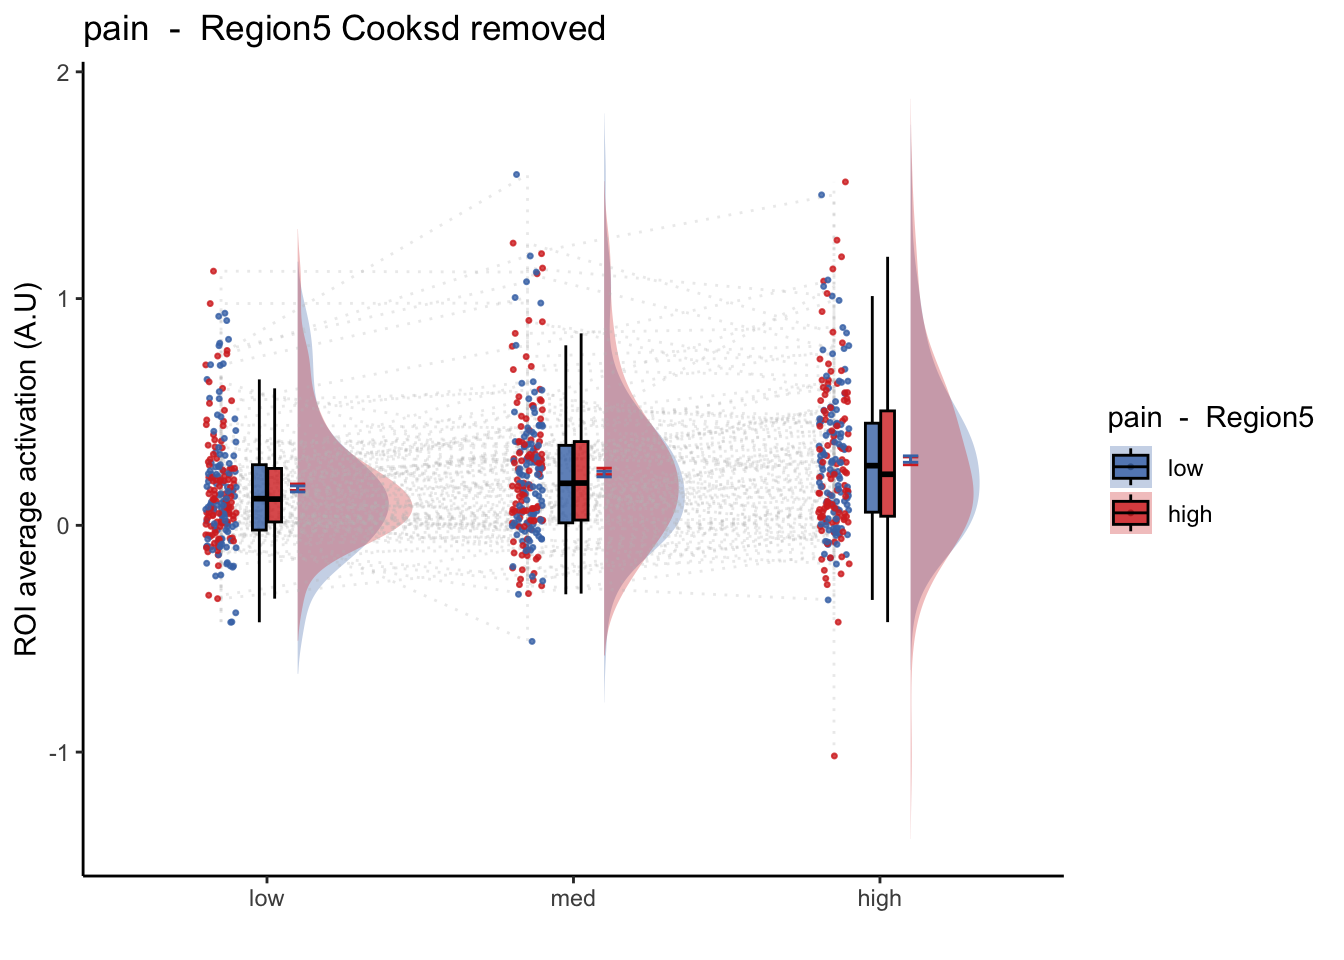 pain  -  Region5 Cooksd removed
ROI average activation (A.U)
2
1
0
-1
low
med
high
pain  -  Region5
low
high